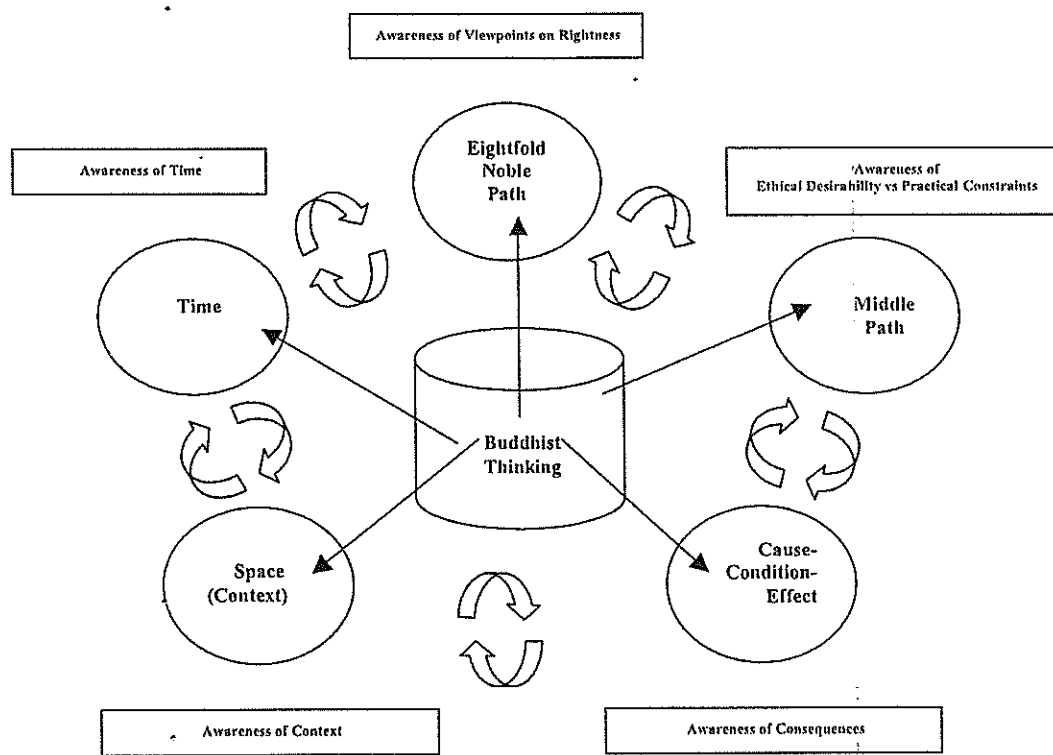 Awareness of Viewpoints on Rightness
Eightfold
Noble
Path
Awareness of Time
Awareness of
Ethical Desirability vs Practical Constraints
Time
Middle
Path
Buddhist
Thinking
Space
(Context)
Cause-
Condition-
Effect
Awareness of Context
Awareness of Consequences